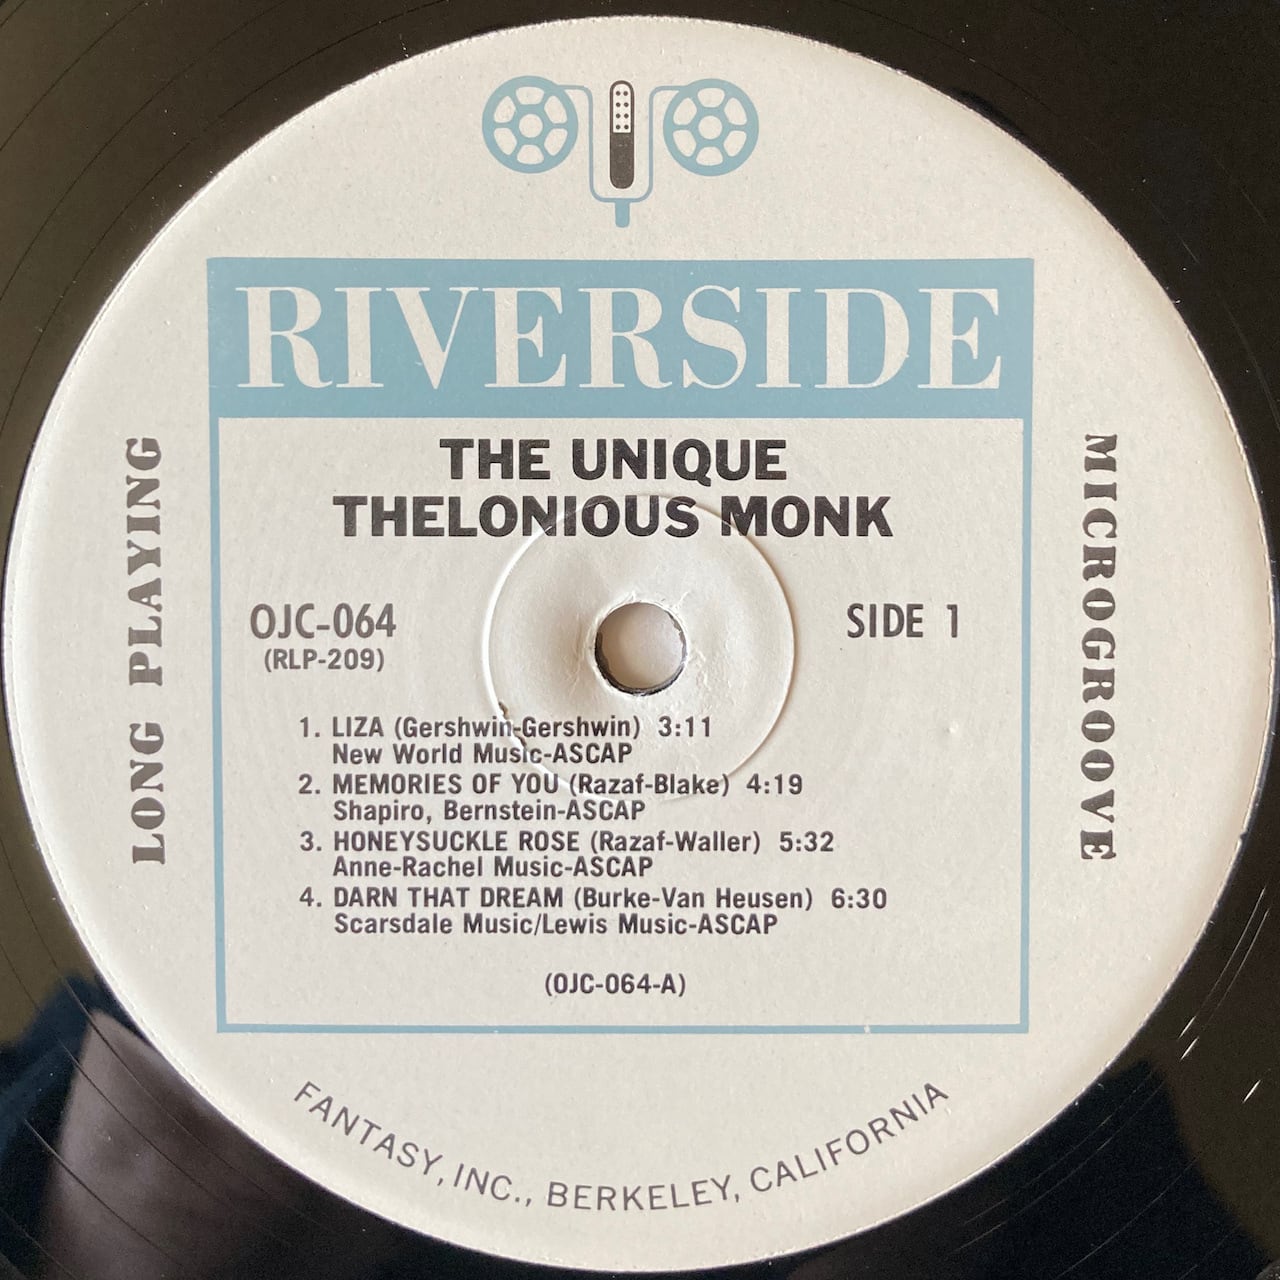 RIVERSIDE
THE UNIQUE
THELONIOUS MONK
LONG PLAYING
MICROGROOVE
OJC-064
(RLP-209)
SIDE 1
1. LIZA (Gershwin-Gershwin) 3:11
New World Music-ASCAP
2. MEMORIES OF YOU (Razaf-Blake) 4:19
Shapiro, Bernstein-ASCAP
3. HONEYSUCKLE ROSE (Razaf-Waller) 5:32
Anne-Rachel Music-ASCAP
4. DARN THAT DREAM (Burke-Van Heusen) 6:30
Scarsdale Music/Lewis Music-ASCAP
(OJC-064-A)
FANTASY, INC., BERKELEY, CALIFORNIA